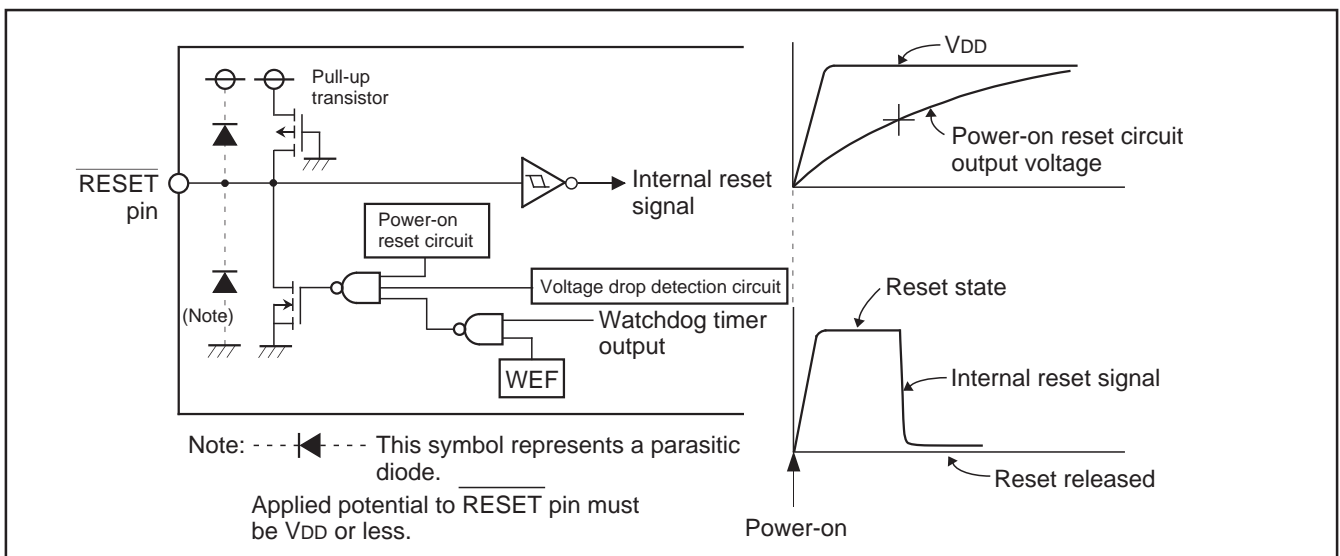 Pull-up
transistor
RESET
pin
Internal reset
signal
Power-on
reset circuit
Voltage drop detection circuit
(Note)
Watchdog timer
output
WEF
Note: This symbol represents a parasitic
diode.
Applied potential to RESET pin must
be VDD or less.
VDD
Power-on reset circuit
output voltage
Reset state
Internal reset signal
Reset released
Power-on